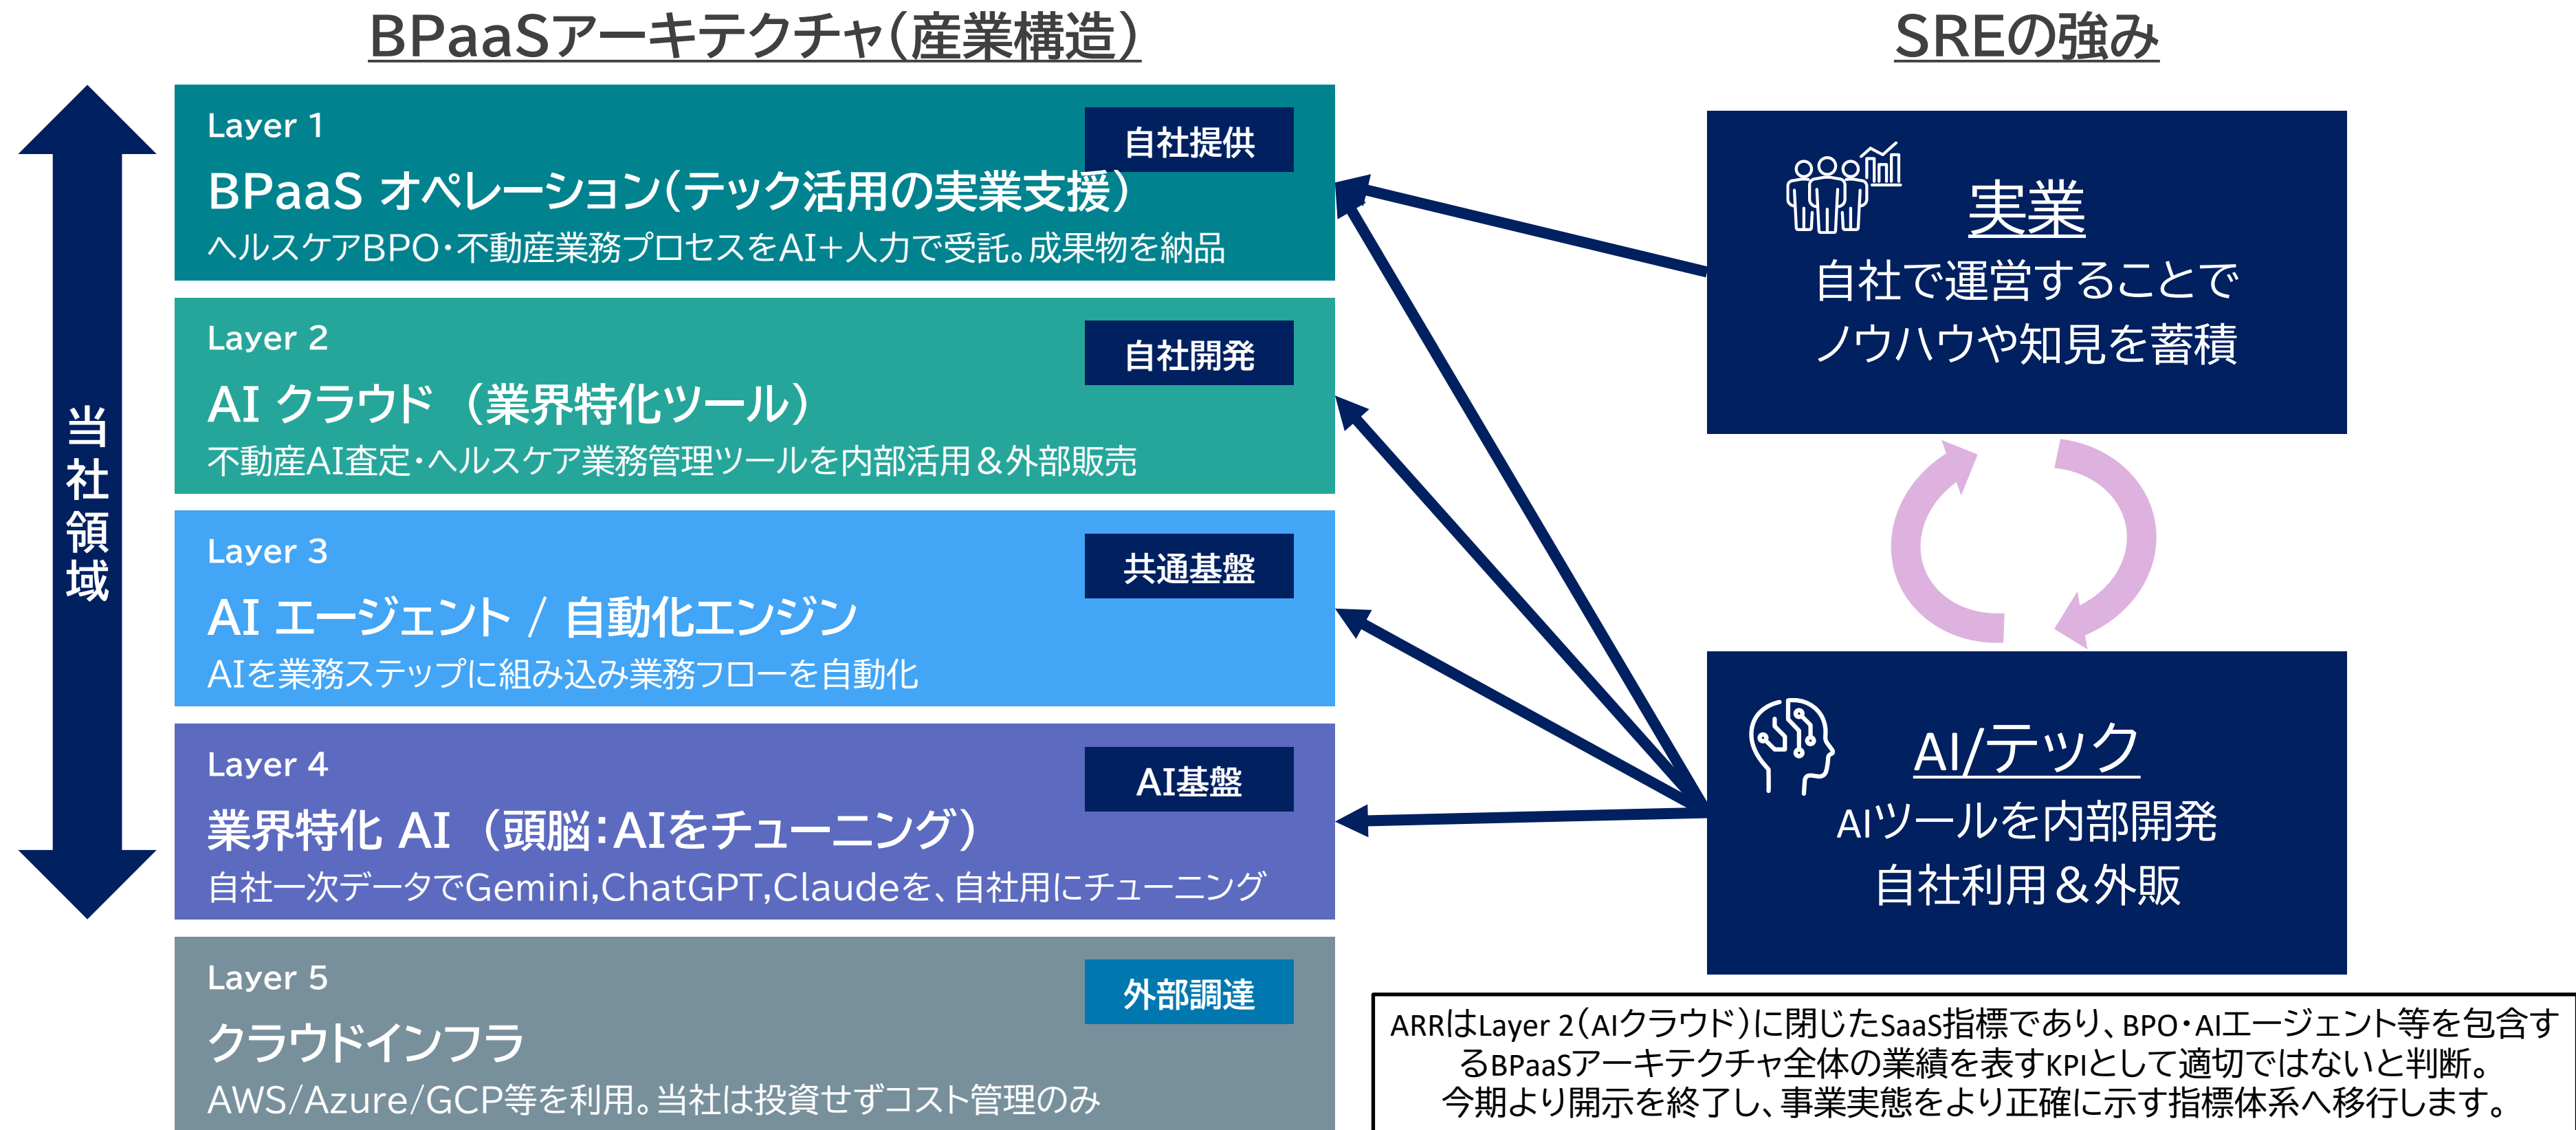 BPaaSアーキテクチャ(産業構造)
SREの強み
当社領域
Layer 1
自社提供
BPaaS オペレーション(テック活用の実業支援)
ヘルスケアBPO・不動産業務プロセスをAI+人力で受託。成果物を納品
Layer 2
自社開発
AI クラウド (業界特化ツール)
不動産AI査定・ヘルスケア業務管理ツールを内部活用&外部販売
Layer 3
共通基盤
AI エージェント / 自動化エンジン
AIを業務ステップに組み込み業務フローを自動化
Layer 4
AI基盤
業界特化 AI (頭脳:AIをチューニング)
自社一次データでGemini,ChatGPT,Claudeを、自社用にチューニング
Layer 5
外部調達
クラウドインフラ
AWS/Azure/GCP等を利用。当社は投資せずコスト管理のみ
実業
自社で運営することで
ノウハウや知見を蓄積
AI/テック
AIツールを内部開発
自社利用&外販
ARRはLayer 2(AIクラウド)に閉じたSaaS指標であり、BPO・AIエージェント等を包含す
るBPaaSアーキテクチャ全体の業績を表すKPIとして適切ではないと判断。
今期より開示を終了し、事業実態をより正確に示す指標体系へ移行します。